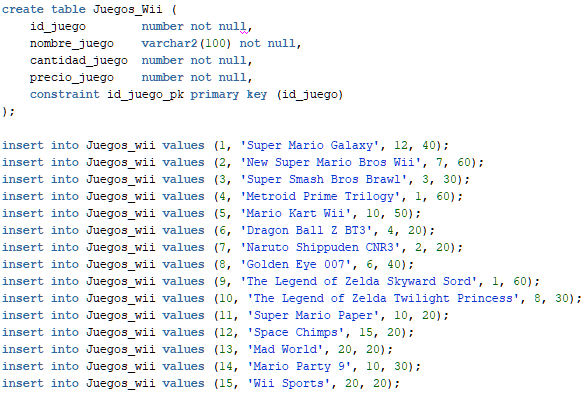 create table Juegos_Wii (
    id_juego        number not null,
    nombre_juego    varchar2(100) not null,
    cantidad_juego  number not null,
    precio_juego    number not null,
    constraint id_juego_pk primary key (id_juego)
);

insert into Juegos_wii values (1, 'Super Mario Galaxy', 12, 40);
insert into Juegos_wii values (2, 'New Super Mario Bros Wii', 7, 60);
insert into Juegos_wii values (3, 'Super Smash Bros Brawl', 3, 30);
insert into Juegos_wii values (4, 'Metroid Prime Trilogy', 1, 60);
insert into Juegos_wii values (5, 'Mario Kart Wii', 10, 50);
insert into Juegos_wii values (6, 'Dragon Ball Z BT3', 4, 20);
insert into Juegos_wii values (7, 'Naruto Shippuden CNR3', 2, 20);
insert into Juegos_wii values (8, 'Golden Eye 007', 6, 40);
insert into Juegos_wii values (9, 'The Legend of Zelda Skyward Sord', 1, 60);
insert into Juegos_wii values (10, 'The Legend of Zelda Twilight Princess', 8, 30);
insert into Juegos_wii values (11, 'Super Mario Paper', 10, 20);
insert into Juegos_wii values (12, 'Space Chimps', 15, 20);
insert into Juegos_wii values (13, 'Mad World', 20, 20);
insert into Juegos_wii values (14, 'Mario Party 9', 10, 30);
insert into Juegos_wii values (15, 'Wii Sports', 20, 20);